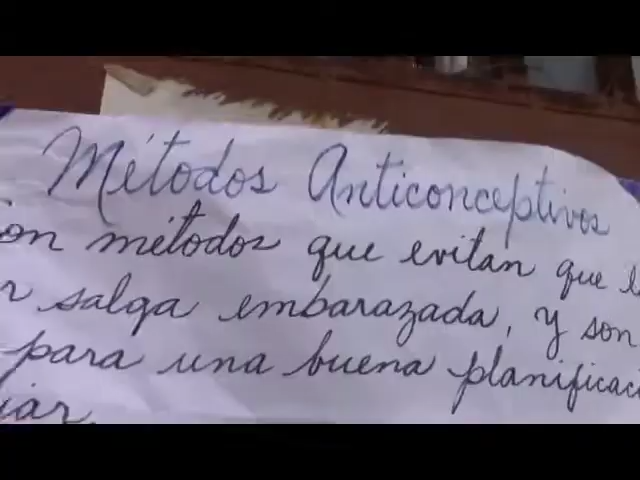 Métodos Anticonceptivos
on métodos que evitan que l
r salga embarazada, y son
para una buena planificaci
iar.